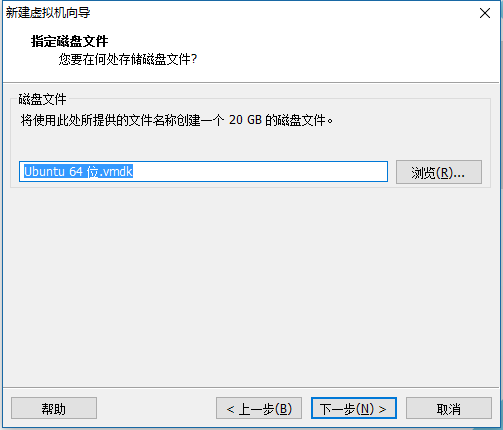 新建虚拟机向导
指定磁盘文件
您要在何处存储磁盘文件?
磁盘文件
将使用此处所提供的文件名称创建一个 20 GB 的磁盘文件。
Ubuntu 64 位.vmdk
浏览(R)...
帮助
< 上一步(B)
下一步(N) >
取消